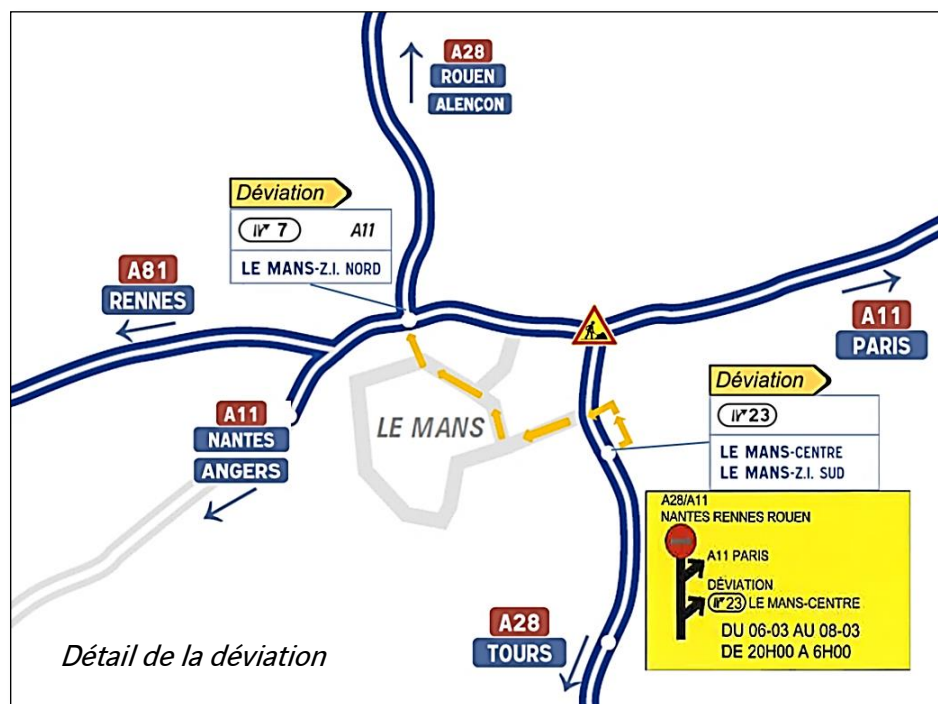 A28
ROUEN
ALENÇON
Déviation
7 A11
LE MANS-Z.I. NORD
A81
RENNES
A11
PARIS
Déviation
23
LE MANS-CENTRE
LE MANS-Z.I. SUD
LE MANS
A11
NANTES
ANGERS
A28/A11
NANTES RENNES ROUEN
A11 PARIS
DÉVIATION
23 LE MANS-CENTRE
DU 06-03 AU 08-03
DE 20H00 A 6H00
A28
TOURS
Détail de la déviation